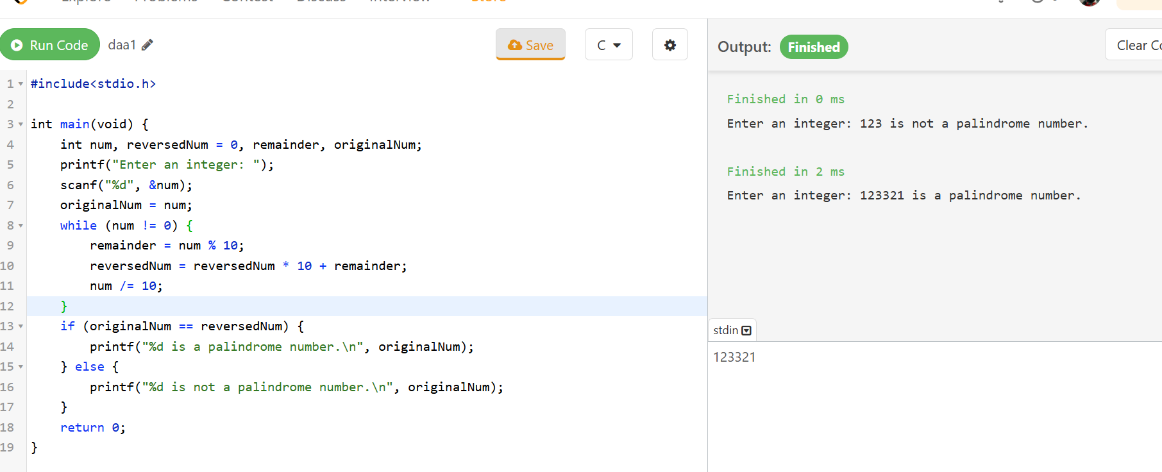 Run Code
daa1
Save
C
1 #include<stdio.h>
2
3 int main(void) {
4 int num, reversedNum = 0, remainder, originalNum;
5 printf("Enter an integer: ");
6 scanf("%d", &num);
7 originalNum = num;
8 while (num != 0) {
9 remainder = num % 10;
10 reversedNum = reversedNum * 10 + remainder;
11 num /= 10;
12 }
13 if (originalNum == reversedNum) {
14 printf("%d is a palindrome number.\n", originalNum);
15 } else {
16 printf("%d is not a palindrome number.\n", originalNum);
17 }
18 return 0;
19 }
Output: Finished
Clear Co
Finished in 0 ms
Enter an integer: 123 is not a palindrome number.
Finished in 2 ms
Enter an integer: 123321 is a palindrome number.
stdin
123321